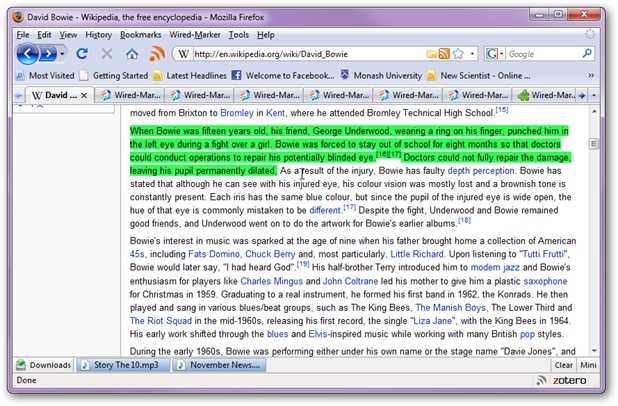 David Bowie - Wikipedia, the free encyclopedia - Mozilla Firefox
File Edit View History Bookmarks Wired-Marker Tools Help
http://en.wikipedia.org/wiki/David_Bowie Google
Most Visited Getting Started Latest Headlines Welcome to Facebook... Monash University New Scientist - Online ...
David ... Wired-Mar... Wired-Mar... Wired-Mar... Wired-Mar... Wired-Mar... Wired-Mar...
moved from Brixton to Bromley in Kent, where he attended Bromley Technical High School.[15]
When Bowie was fifteen years old, his friend, George Underwood, wearing a ring on his finger, punched him in
the left eye during a fight over a girl. Bowie was forced to stay out of school for eight months so that doctors
could conduct operations to repair his potentially blinded eye.[16][17] Doctors could not fully repair the damage,
leaving his pupil permanently dilated. As a result of the injury, Bowie has faulty depth perception. Bowie has
stated that although he can see with his injured eye, his colour vision was mostly lost and a brownish tone is
constantly present. Each iris has the same blue colour, but since the pupil of the injured eye is wide open, the
hue of that eye is commonly mistaken to be different.[17] Despite the fight, Underwood and Bowie remained
good friends, and Underwood went on to do the artwork for Bowie's earlier albums.[18]
Bowie's interest in music was sparked at the age of nine when his father brought home a collection of American
45s, including Fats Domino, Chuck Berry and, most particularly, Little Richard. Upon listening to "Tutti Frutti",
Bowie would later say, "I had heard God".[19] His half-brother Terry introduced him to modern jazz and Bowie's
enthusiasm for players like Charles Mingus and John Coltrane led his mother to give him a plastic saxophone
for Christmas in 1959. Graduating to a real instrument, he formed his first band in 1962, the Konrads. He then
played and sang in various blues/beat groups, such as The King Bees, The Manish Boys, The Lower Third and
The Riot Squad in the mid-1960s, releasing his first record, the single "Liza Jane", with the King Bees in 1964.
His early work shifted through the blues and Elvis-inspired music while working with many British pop styles.
During the early 1960s, Bowie was performing either under his own name or the stage name "Davie Jones", and
Downloads Story The 10.mp3 November News.... Clear Mini
Done zotero